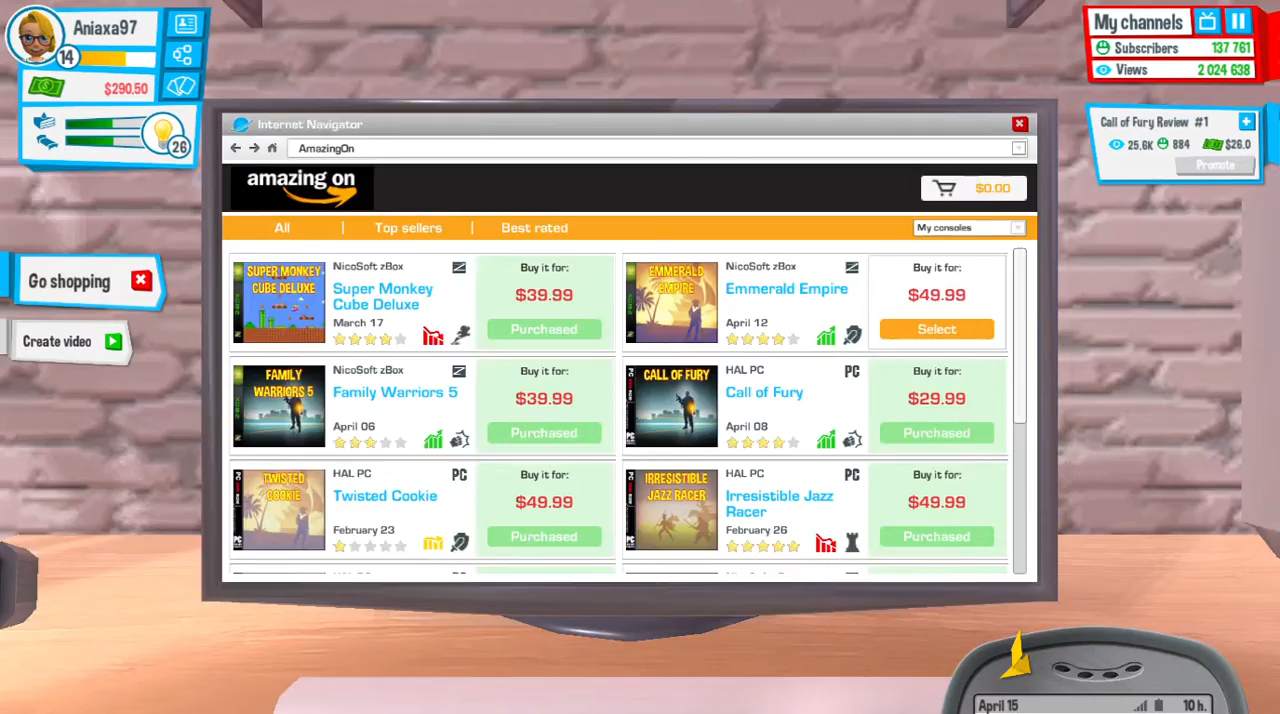 Aniaxa97
14
$290.50
26
My channels
Subscribers 137 761
Views 2 024 638
Call of Fury Review #1
25.6K 884 $26.0
Promote
Go shopping
Create video
Internet Navigator
AmazingOn
amazing on
$0.00
All | Top sellers | Best rated
My consoles
SUPER MONKEY
CUBE DELUXE
NicoSoft zBox
Super Monkey
Cube Deluxe
March 17
Buy it for:
$39.99
Purchased
EMMERALD
EMPIRE
NicoSoft zBox
Emmerald Empire
April 12
Buy it for:
$49.99
Select
FAMILY
WARRIORS 5
NicoSoft zBox
Family Warriors 5
April 06
Buy it for:
$39.99
Purchased
CALL OF FURY
PC
HAL PC
PC
Call of Fury
April 08
Buy it for:
$29.99
Purchased
TWISTED
COOKIE
PC
HAL PC
PC
Twisted Cookie
February 23
Buy it for:
$49.99
Purchased
IRRESISTIBLE
JAZZ RACER
PC
HAL PC
PC
Irresistible Jazz
Racer
February 26
Buy it for:
$49.99
Purchased
April 15 10 h.